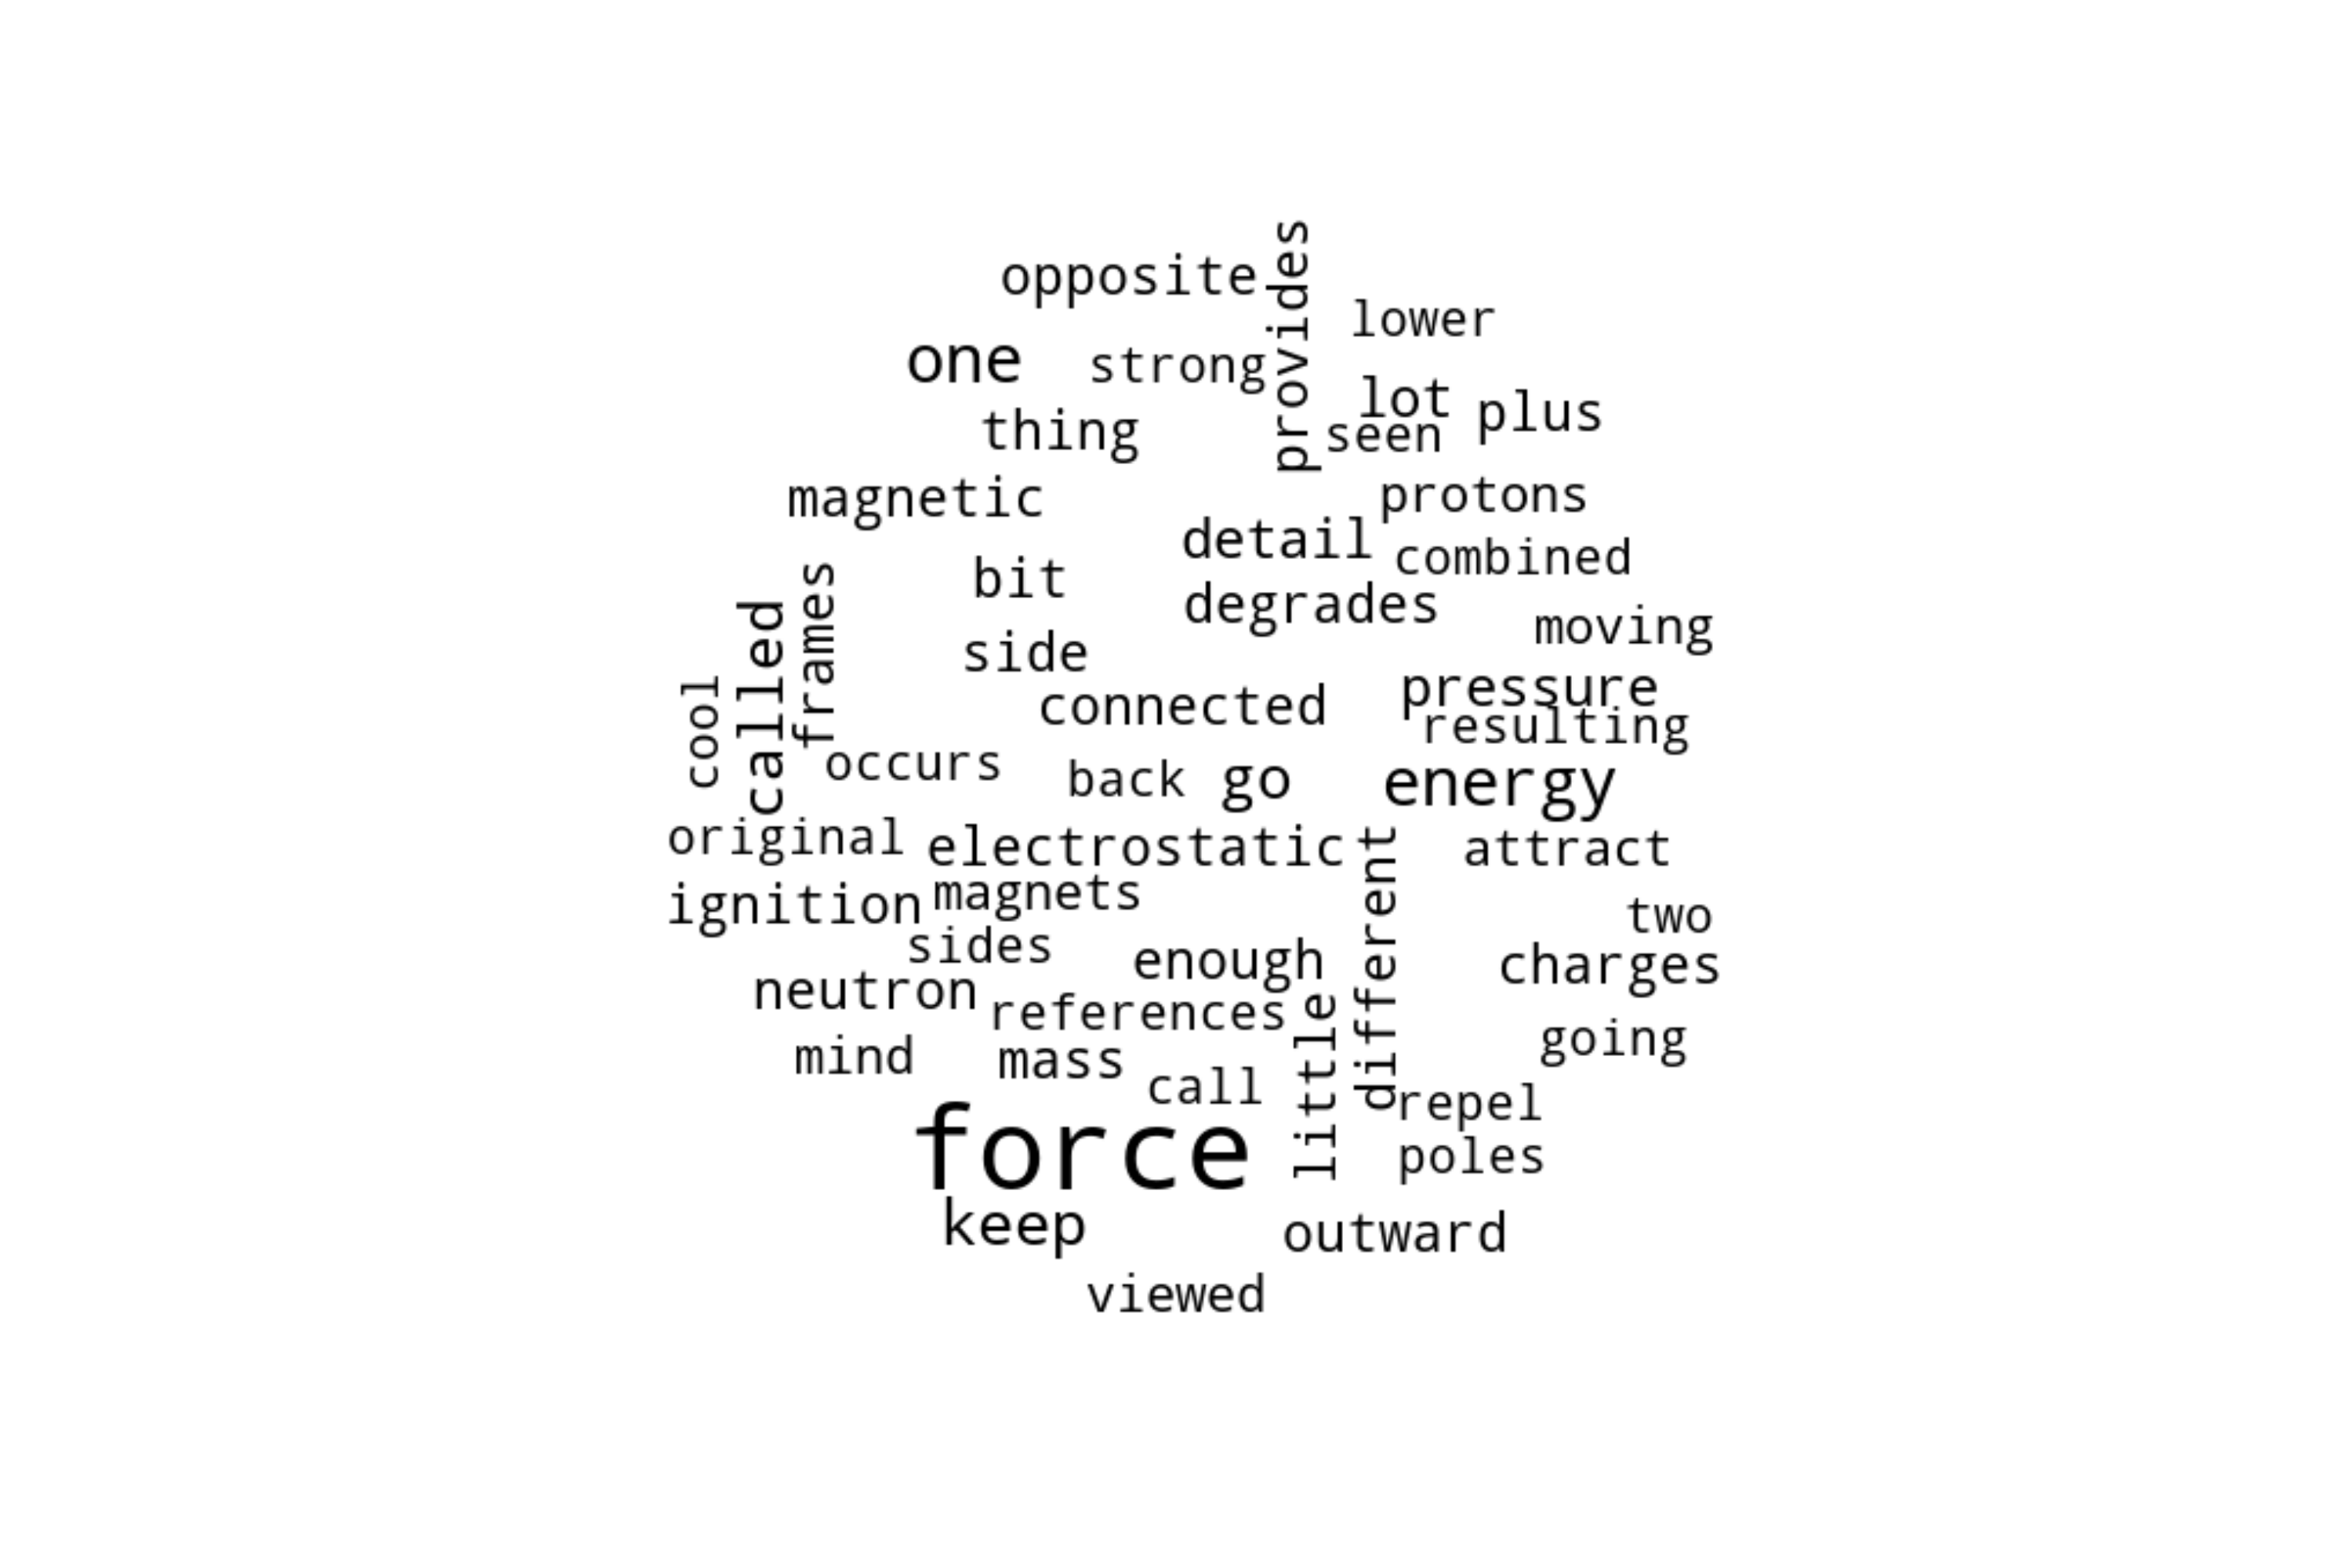 opposite
provides
lower
one
strong
lot
plus
thing
seen
magnetic
protons
detail
combined
bit
degrades
frames
called
moving
side
cool
connected
pressure
resulting
occurs
back
go
energy
original
electrostatic
attract
ignition
magnets
different
two
sides
enough
charges
neutron
references
little
going
mind
mass
call
repel
force
poles
keep
outward
viewed